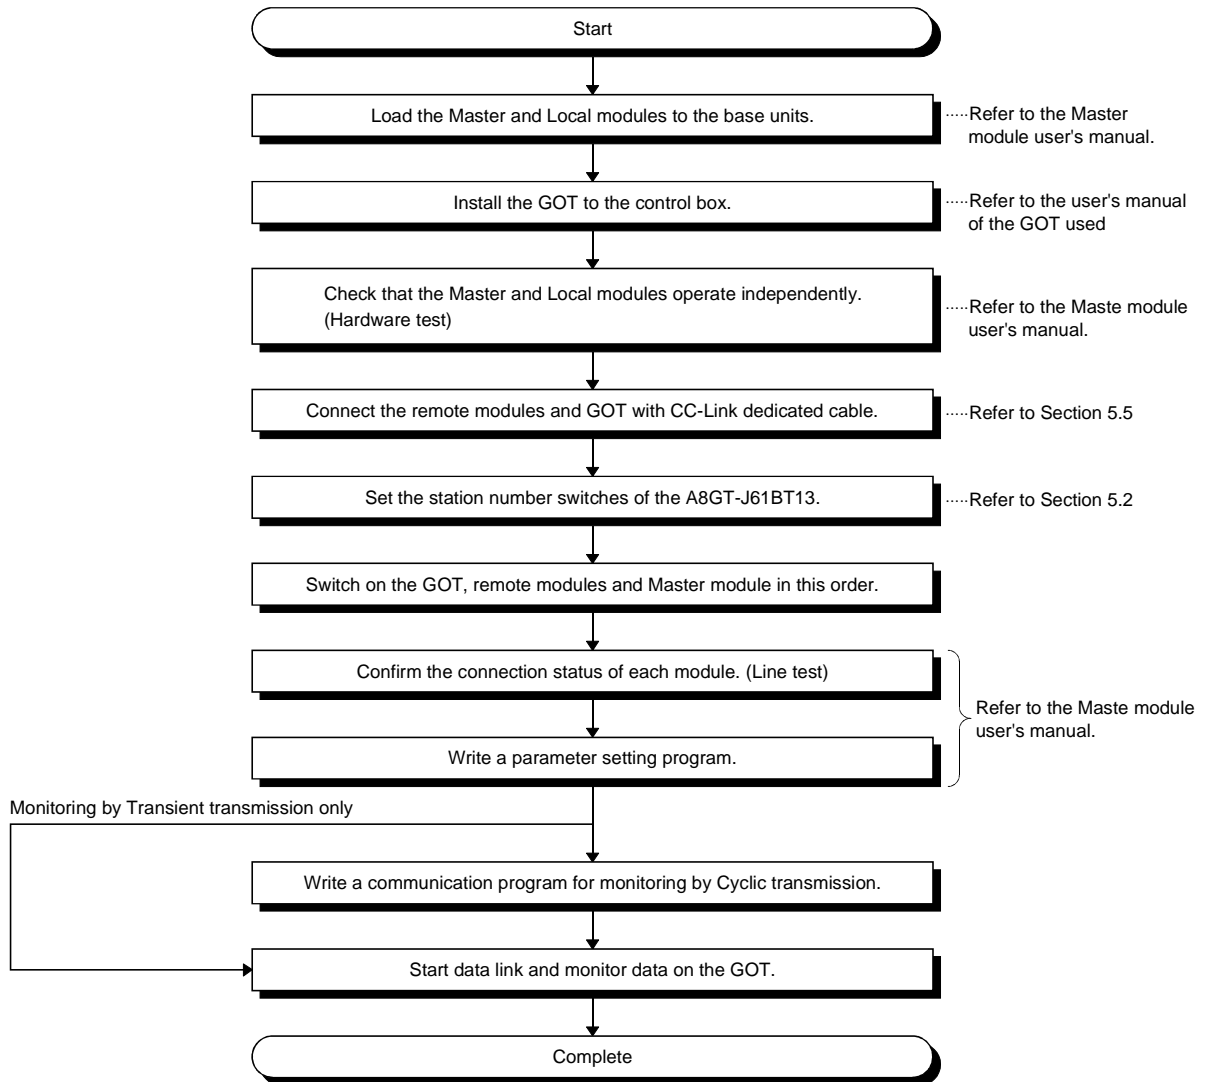 Start
Load the Master and Local modules to the base units.
·····Refer to the Master
module user's manual.
Install the GOT to the control box.
·····Refer to the user's manual
of the GOT used
Check that the Master and Local modules operate independently.
(Hardware test)
·····Refer to the Maste module
user's manual.
Connect the remote modules and GOT with CC-Link dedicated cable.
·····Refer to Section 5.5
Set the station number switches of the A8GT-J61BT13.
·····Refer to Section 5.2
Switch on the GOT, remote modules and Master module in this order.
Confirm the connection status of each module. (Line test)
Refer to the Maste module
user's manual.
Write a parameter setting program.
Monitoring by Transient transmission only
Write a communication program for monitoring by Cyclic transmission.
Start data link and monitor data on the GOT.
Complete